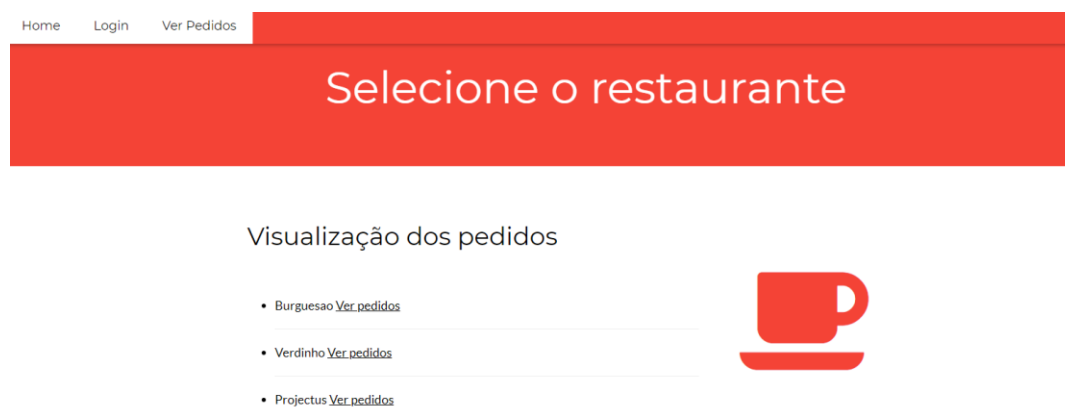 Home Login Ver Pedidos
Selecione o restaurante
Visualização dos pedidos
Burguesao Ver pedidos
Verdinho Ver pedidos
Projectus Ver pedidos